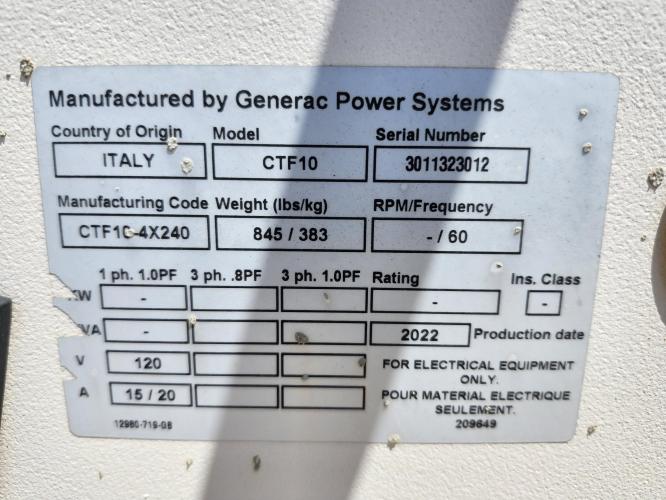 Manufactured by Generac Power Systems
Country of Origin Model Serial Number
ITALY CTF10 3011323012
Manufacturing Code Weight (lbs/kg) RPM/Frequency
CTF10-4X240 845 / 383 - / 60
1 ph. 1.0PF 3 ph. .8PF 3 ph. 1.0PF Rating Ins. Class
KW - - -
VA - 2022 Production date
V 120 FOR ELECTRICAL EQUIPMENT
ONLY.
A 15 / 20 POUR MATERIAL ELECTRIQUE
SEULEMENT.
12980-719-GB 209649